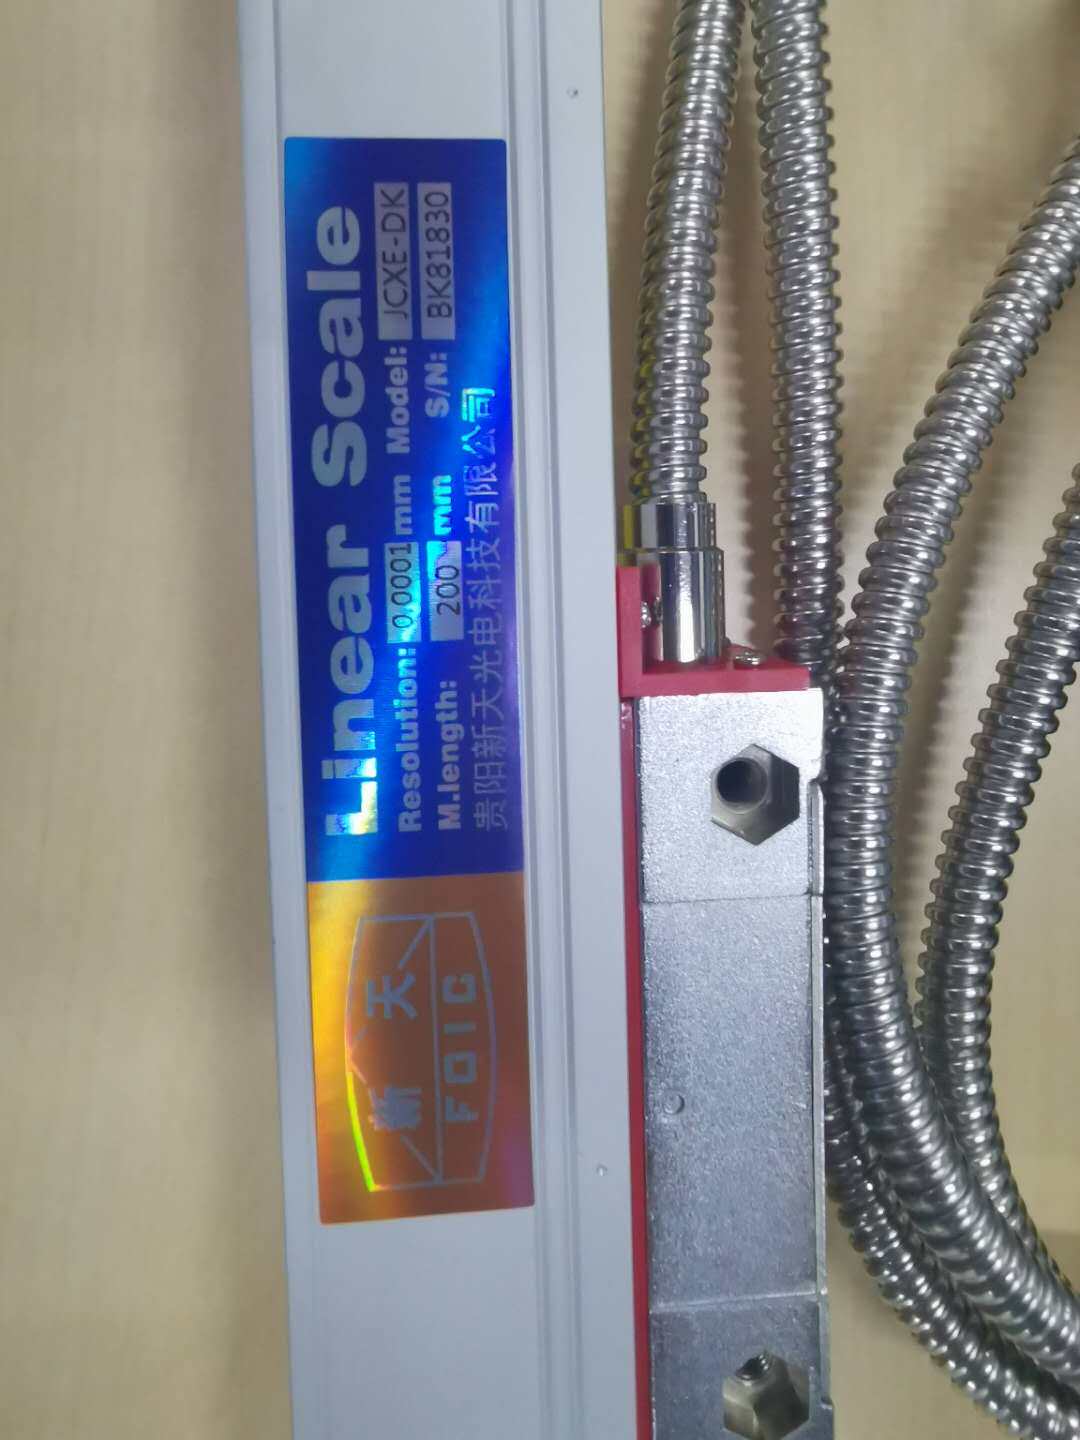 新天
FOIC
Linear Scale
Resolution: 0.0001 mm Model: JCXE-DK
M.length: 200 mm S/N: BK81830
贵阳新天光电科技有限公司